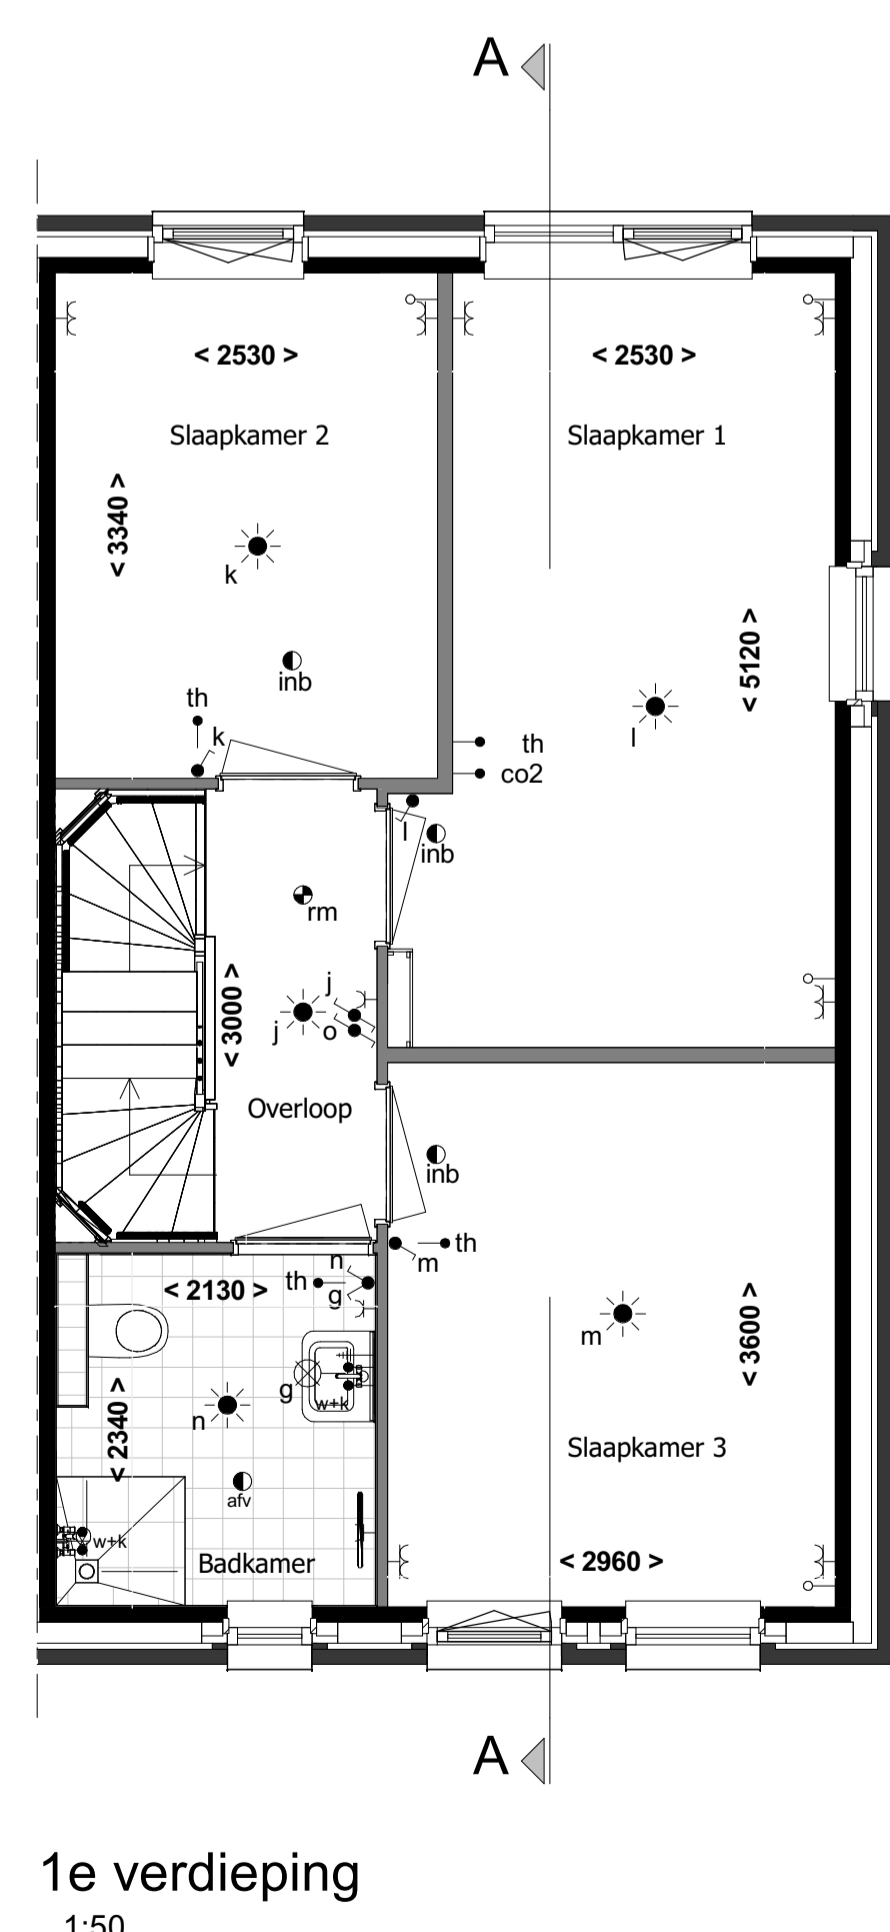 A
< 2530 >
< 2530 >
Slaapkamer 2
Slaapkamer 1
< 3340 >
k
< 5120 >
inb
th
k
l
th
co2
l
inb
rm
j
j
o
< 3000 >
Overloop
inb
th
m
n
th
g
< 2130 >
m
< 3600 >
g
w+k
n
< 2340 >
Slaapkamer 3
afv
w+k
Badkamer
< 2960 >
A
1e verdieping
1:50